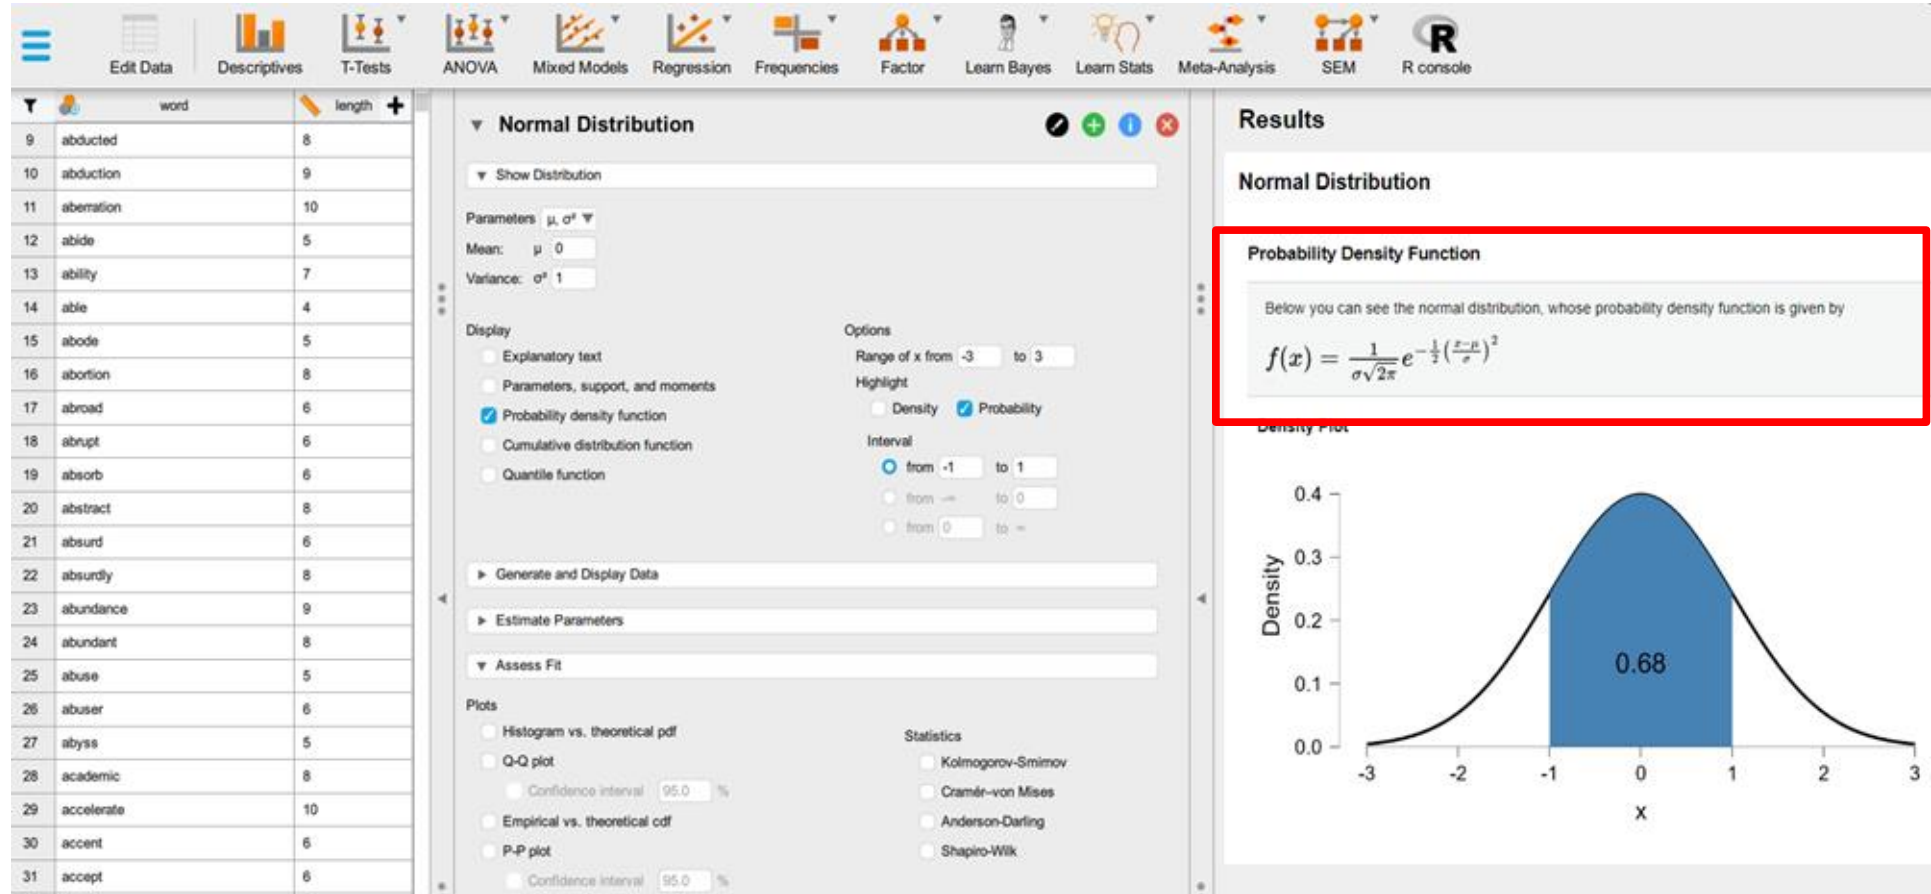 Edit Data Descriptives T-Tests ANOVA Mixed Models Regression Frequencies Factor Learn Bayes Learn Stats Meta-Analysis SEM R console
word length
9 abducted 8
10 abduction 9
11 aberration 10
12 abide 5
13 ability 7
14 able 4
15 abode 5
16 abortion 8
17 abroad 6
18 abrupt 6
19 absorb 6
20 abstract 8
21 absurd 6
22 absurdly 8
23 abundance 9
24 abundant 8
25 abuse 5
26 abuser 6
27 abyss 5
28 academic 8
29 accelerate 10
30 accent 6
31 accept 6
Normal Distribution
Show Distribution
Parameters μ, σ²
Mean: μ 0
Variance: σ² 1
Display
Explanatory text
Parameters, support, and moments
Probability density function
Cumulative distribution function
Quantile function
Options
Range of x from -3 to 3
Highlight
Density Probability
Interval
from -1 to 1
from -∞ to 0
from 0 to ∞
Generate and Display Data
Estimate Parameters
Assess Fit
Plots
Histogram vs. theoretical pdf
Q-Q plot
Confidence interval 95.0 %
Empirical vs. theoretical cdf
P-P plot
Confidence interval 95.0 %
Statistics
Kolmogorov-Smirnov
Cramér–von Mises
Anderson-Darling
Shapiro-Wilk
Results
Normal Distribution
Probability Density Function
Below you can see the normal distribution, whose probability density function is given by
f(x) = 1/(σ√2π) e^(-1/2((x-μ)/σ)^2)
Density Plot
Density
0.4
0.3
0.2
0.1
0.0
0.68
-3 -2 -1 0 1 2 3
x